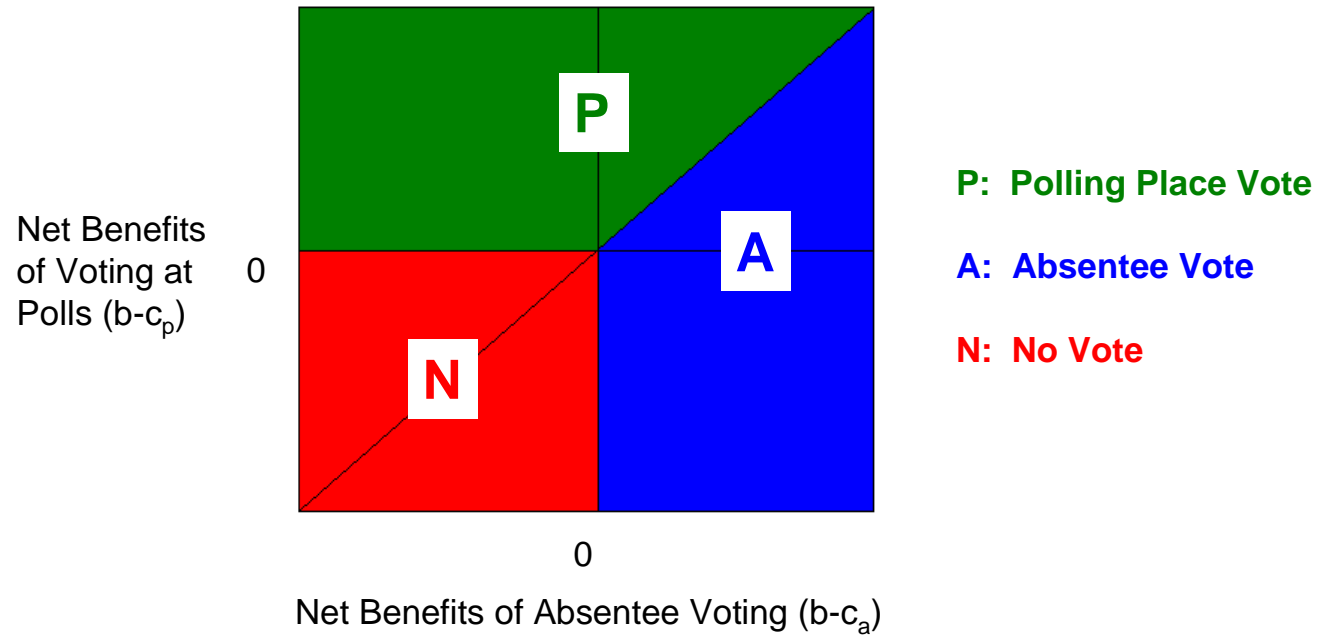 P
P: Polling Place Vote
Net Benefits
of Voting at
Polls (b-cp)
0
A
A: Absentee Vote
N
N: No Vote
0
Net Benefits of Absentee Voting (b-ca)